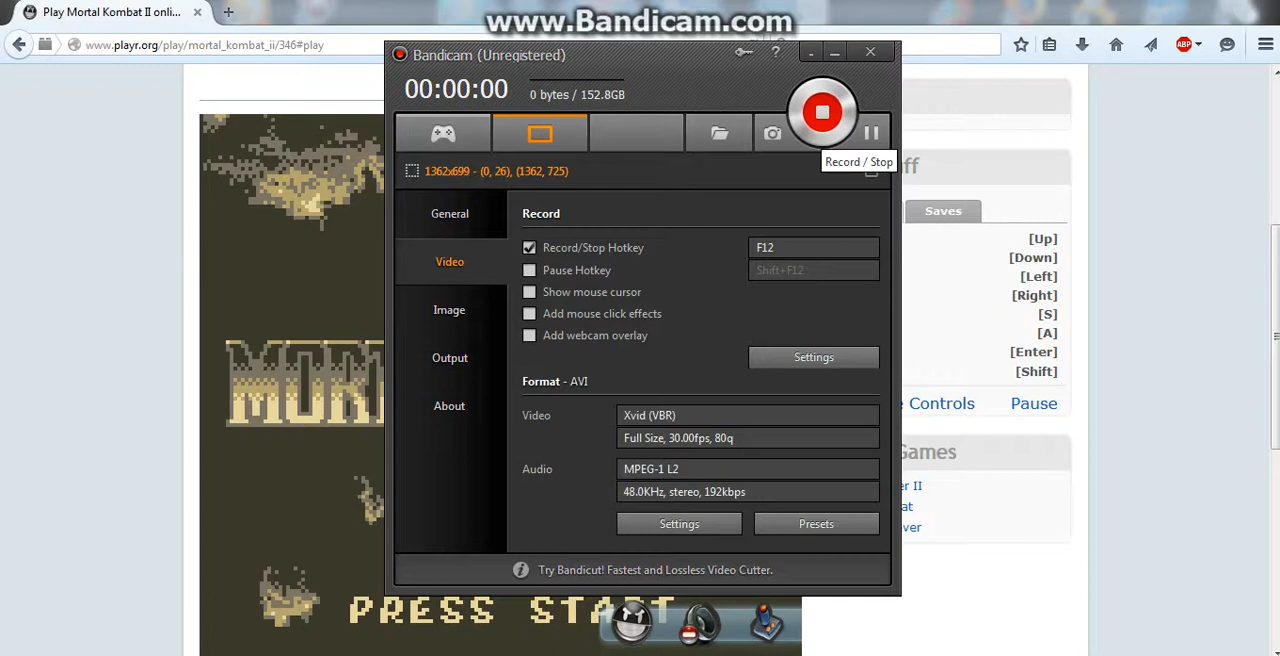 Play Mortal Kombat II onli...
www.Bandicam.com
www.playr.org/play/mortal_kombat_ii/346#play
ABP
Bandicam (Unregistered)
00:00:00
0 bytes / 152.8GB
Record / Stop
1362x699 - (0, 26), (1362, 725)
General
Video
Image
Output
About
Record
Record/Stop Hotkey
F12
Pause Hotkey
Shift+F12
Show mouse cursor
Add mouse click effects
Add webcam overlay
Settings
Format - AVI
Video
Xvid (VBR)
Full Size, 30.00fps, 80q
Audio
MPEG-1 L2
48.0KHz, stereo, 192kbps
Settings
Presets
Try Bandicut! Fastest and Lossless Video Cutter.
Saves
[Up]
[Down]
[Left]
[Right]
[S]
[A]
[Enter]
[Shift]
Controls
Pause
Games
PRESS START